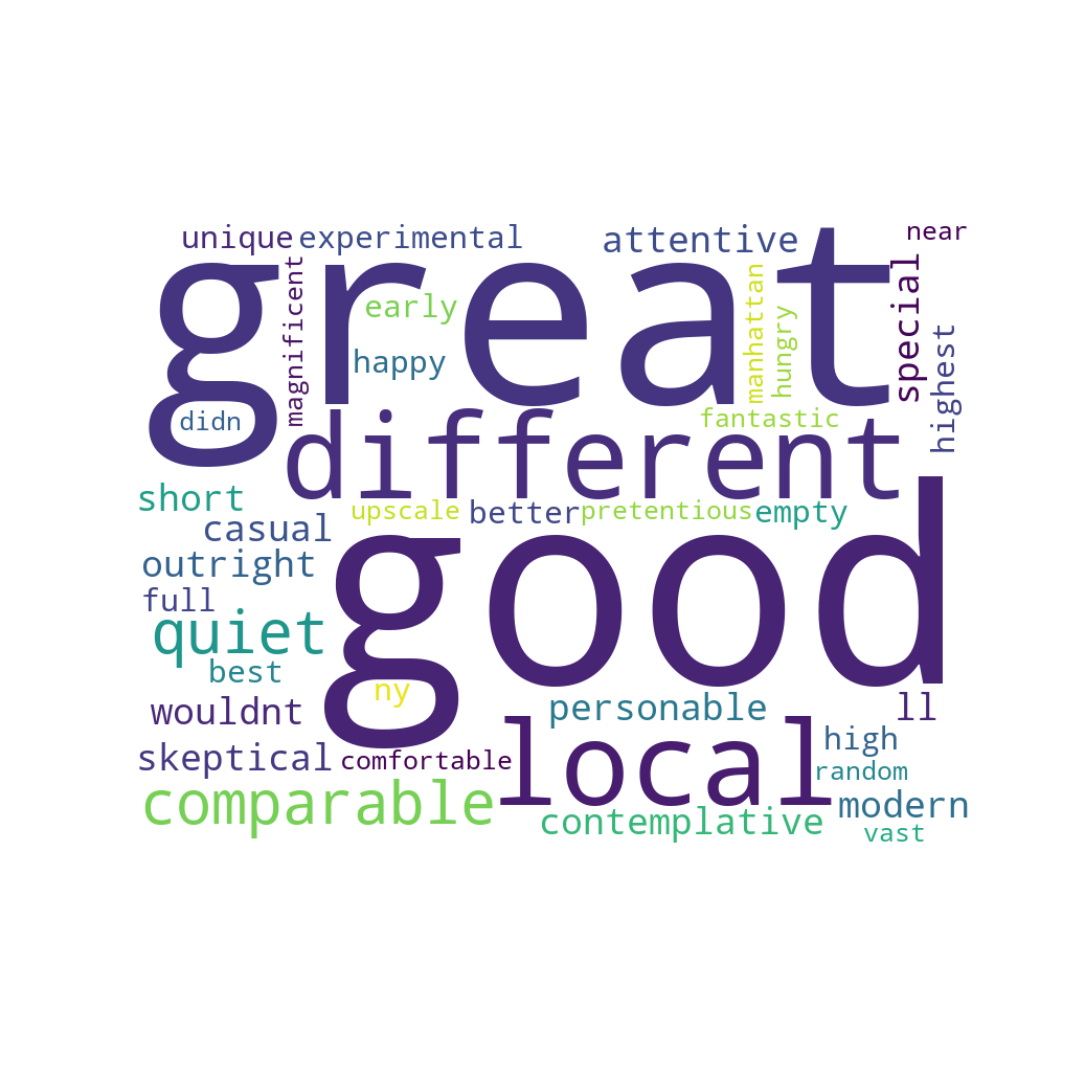 unique experimental attentive near
great
magnificent
early
manhattan
hungry
special
highest
happy
didn
fantastic
different
short
upscale better pretentious empty
casual
good
outright
full
quiet
best
ny
wouldnt
personable
ll
local
high
skeptical
comfortable
random
comparable
modern
contemplative
vast